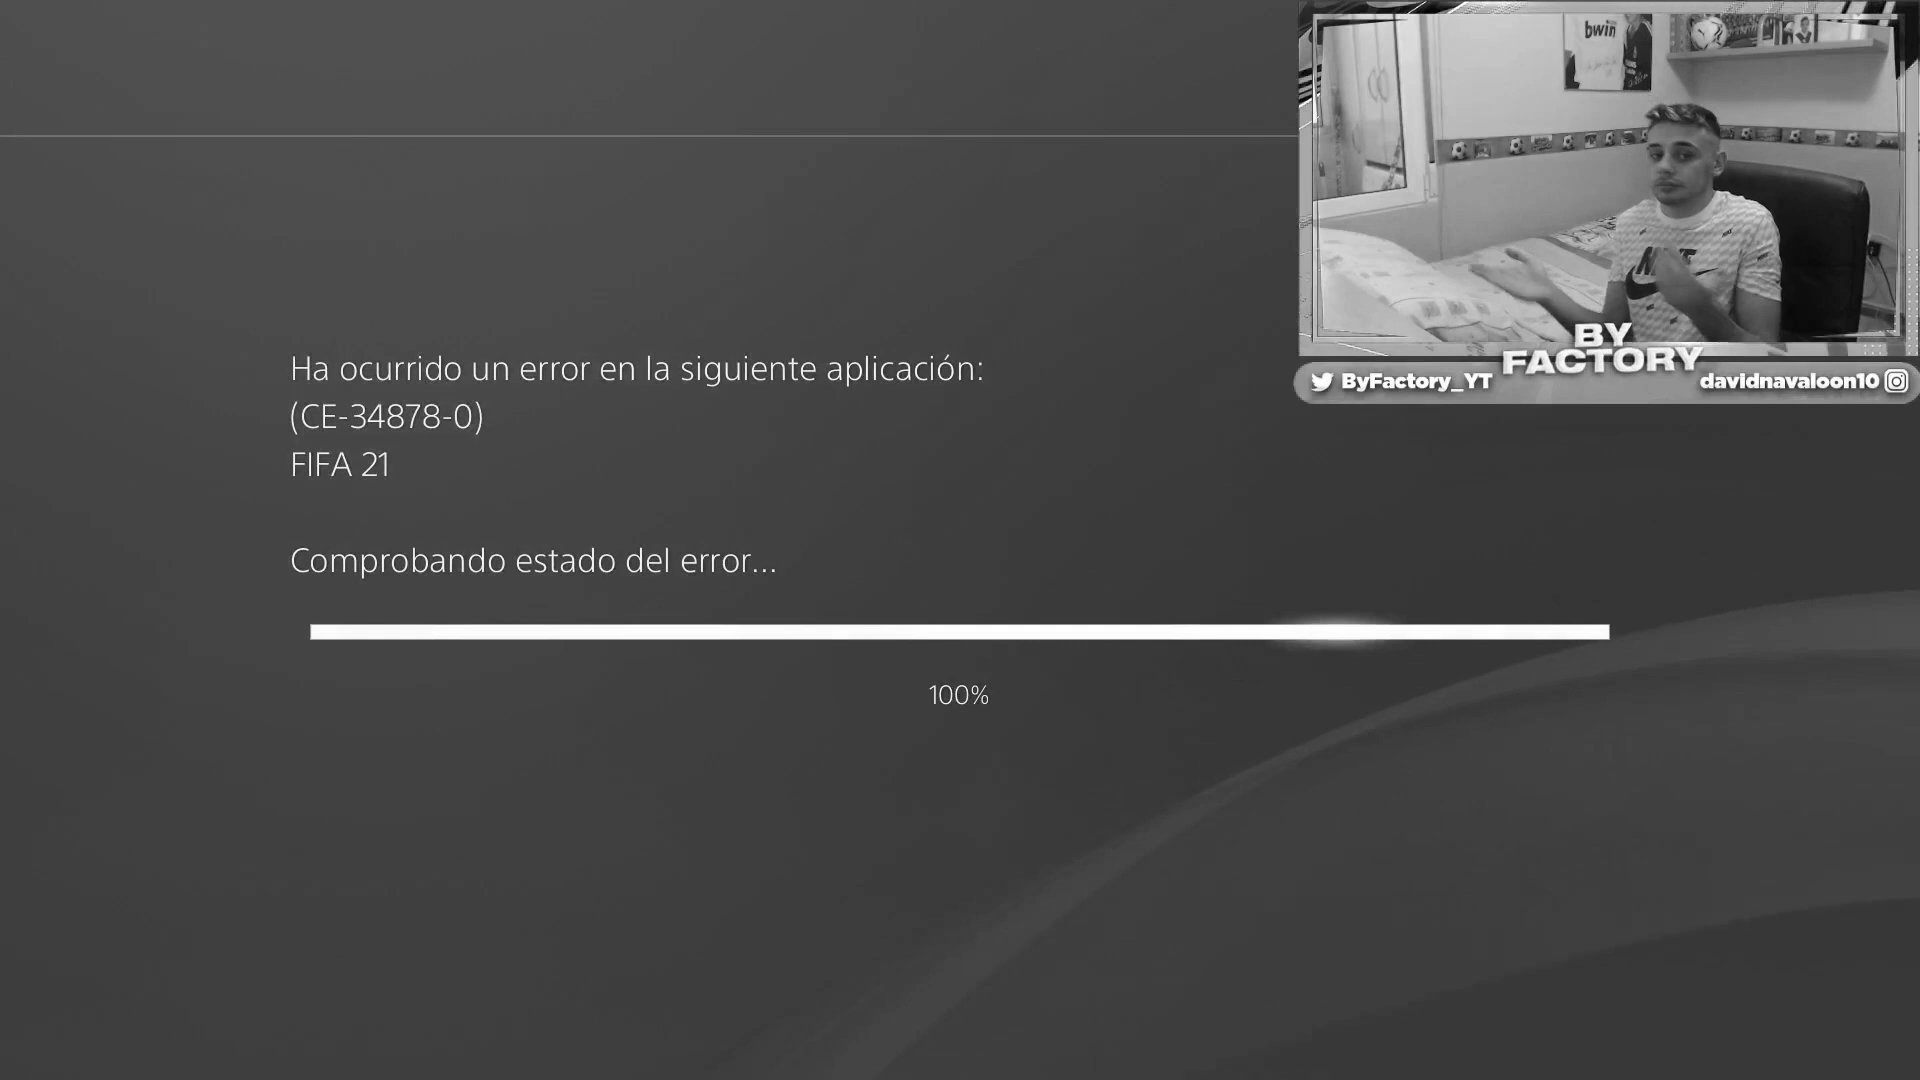 Ha ocurrido un error en la siguiente aplicación:
(CE-34878-0)
FIFA 21
Comprobando estado del error...
100%
bwin
BY
FACTORY
ByFactory_YT
davidnavaloon10